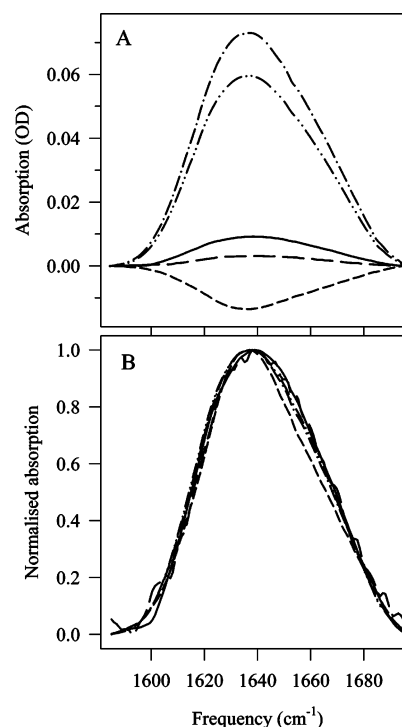 A
0.06
0.04
0.02
0.00
Absorption (OD)
B
1.0
0.8
0.6
0.4
0.2
0.0
Normalised absorption
1600 1620 1640 1660 1680
Frequency (cm⁻¹)